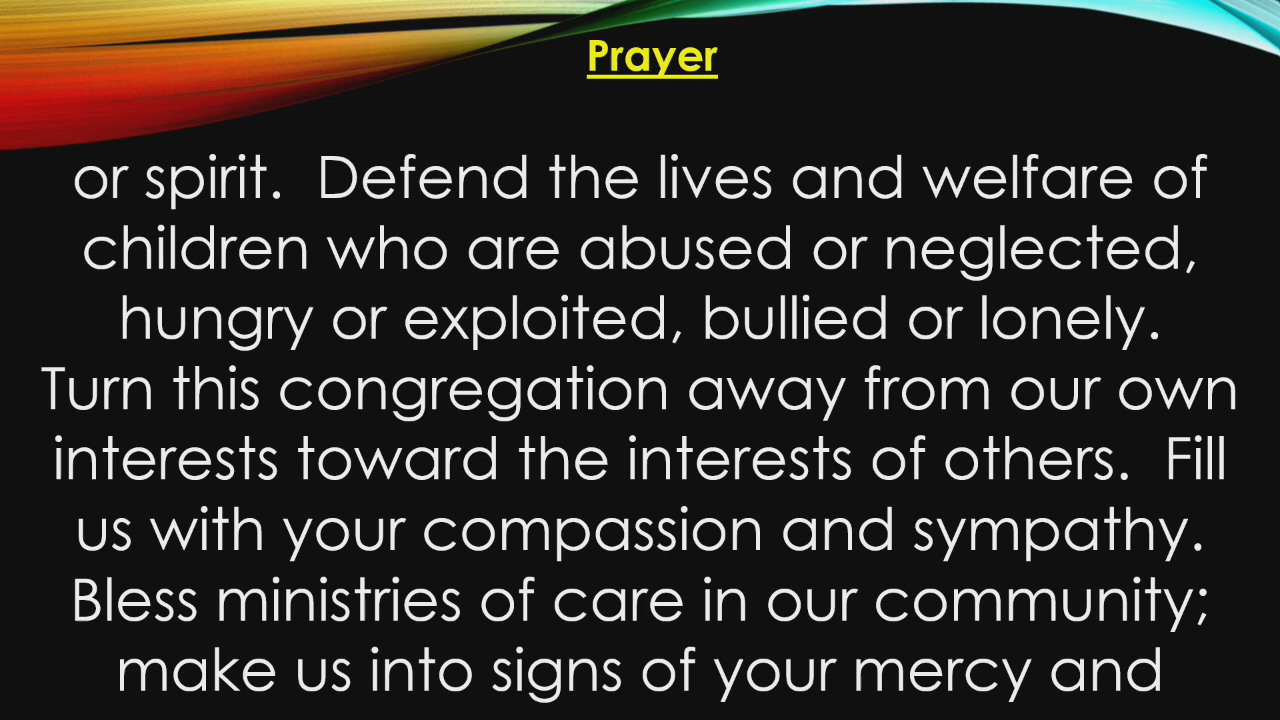 Prayer
or spirit.  Defend the lives and welfare of
children who are abused or neglected,
hungry or exploited, bullied or lonely.
Turn this congregation away from our own
interests toward the interests of others.  Fill
us with your compassion and sympathy.
Bless ministries of care in our community;
make us into signs of your mercy and